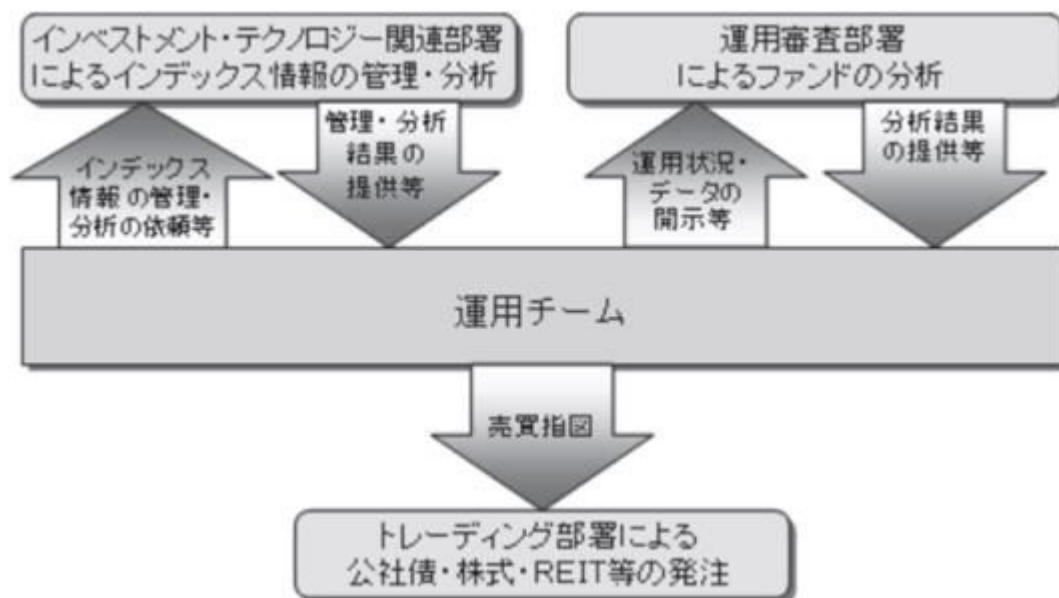 インベストメント・テクノロジー関連部署
によるインデックス情報の管理・分析
運用審査部署
によるファンドの分析
インデックス
情報の管理・
分析の依頼等
管理・分析
結果の
提供等
運用状況・
データの
開示等
分析結果
の提供等
運用チーム
売買指図
トレーディング部署による
公社債・株式・REIT等の発注